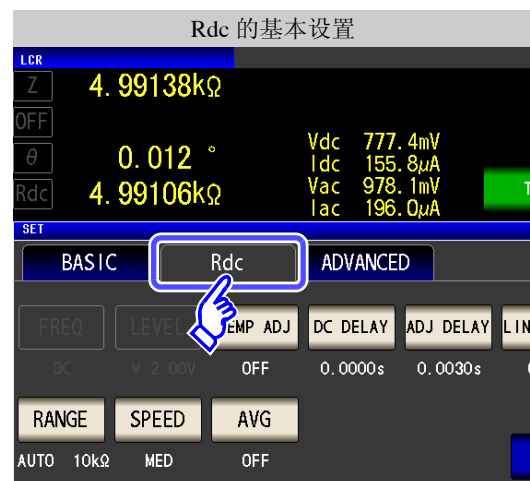 Rdc 的基本设置
LCR
Z 4.99138kΩ
OFF
θ 0.012 °
Rdc 4.99106kΩ
Vdc 777.4mV
Idc 155.8μA
Vac 978.1mV
Iac 196.0μA
SET
BASIC Rdc ADVANCED
FREQ LEVEL EMP ADJ DC DELAY ADJ DELAY LIN
DC V 2.00V OFF 0.0000s 0.0030s
RANGE SPEED AVG
AUTO 10kΩ MED OFF